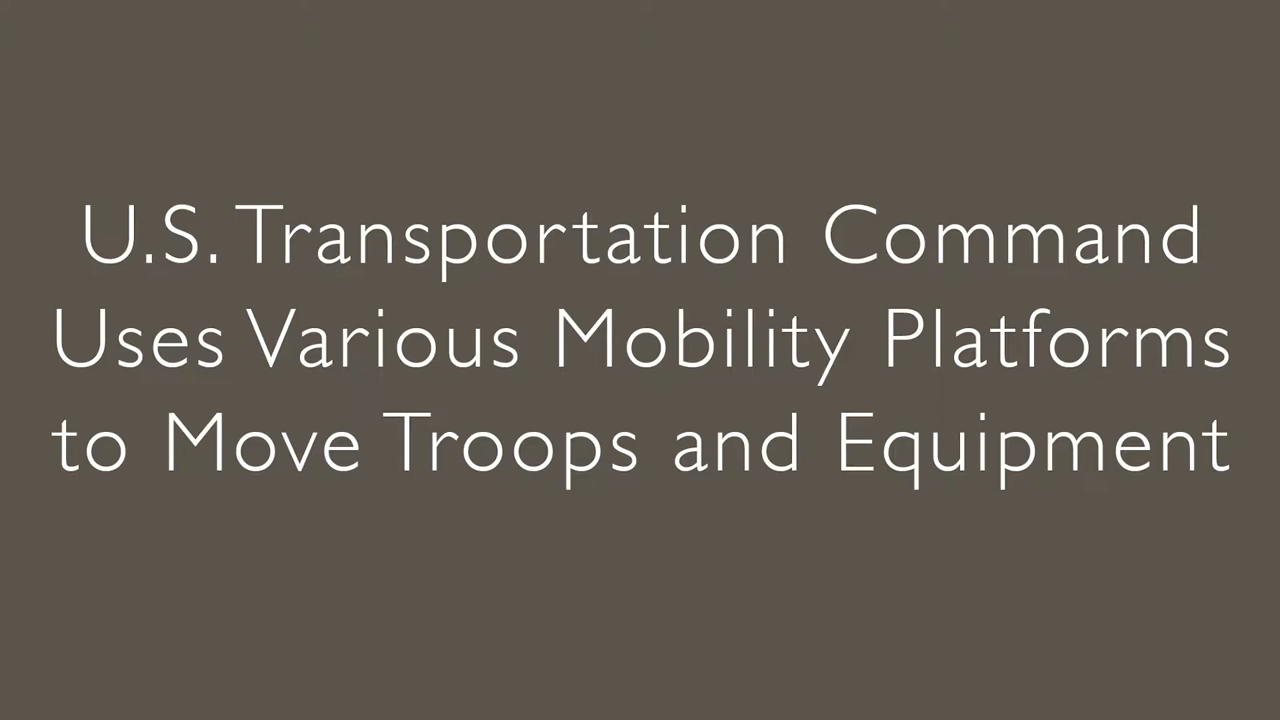 U.S. Transportation Command
Uses Various Mobility Platforms
to Move Troops and Equipment